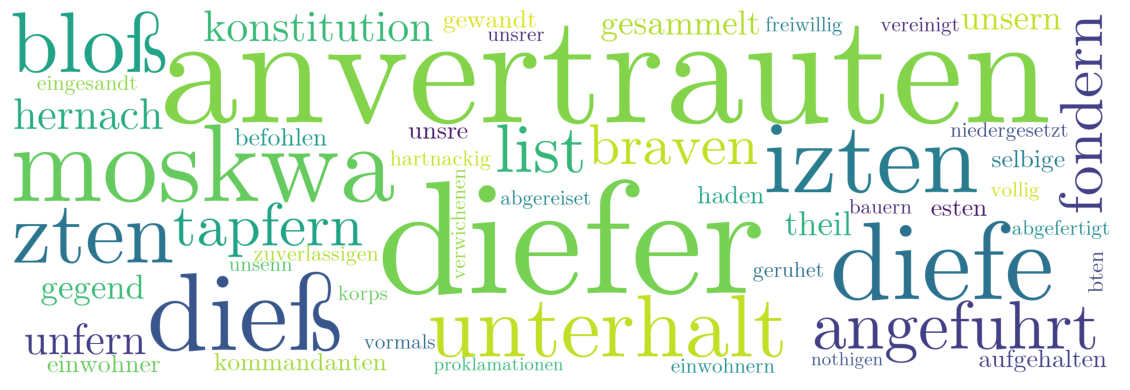 bloß konstitution gewandt unsrer gesammelt freiwillig vereinigt unsern
eingesandt anvertrauten fondern
hernach befohlen unsre list braven izten niedergesetzt
moskwa hartnackig abgereiset haden selbige vollig
zten tapfern verwichenen diefer theil bauern esten abgefertigt
zuverlassigen unsenn geruhet diefe bten
gegend dieß korps
unfern vormals unterhalt angefuhrt
einwohner kommandanten proklamationen einwohnern nothigen aufgehalten